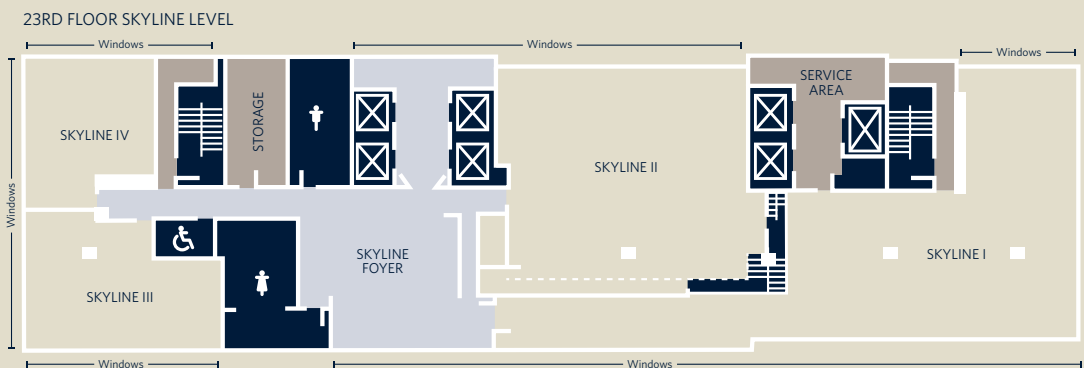 23RD FLOOR SKYLINE LEVEL
Windows
Windows
Windows
SERVICE
AREA
STORAGE
SKYLINE IV
SKYLINE II
Windows
SKYLINE
FOYER
SKYLINE I
SKYLINE III
Windows
Windows